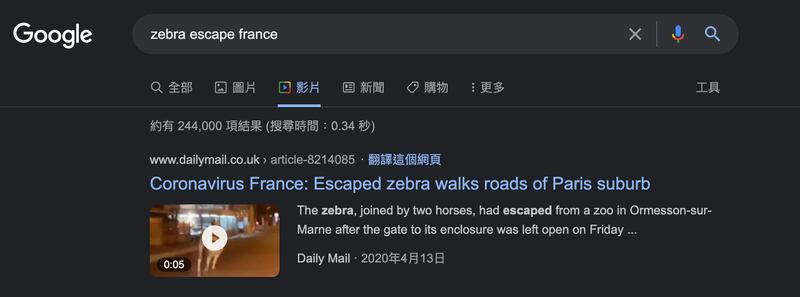 Google
zebra escape france
全部 圖片 影片 新聞 購物 更多 工具
約有 244,000 項結果 (搜尋時間：0.34 秒)
www.dailymail.co.uk › article-8214085 · 翻譯這個網頁
Coronavirus France: Escaped zebra walks roads of Paris suburb
The zebra, joined by two horses, had escaped from a zoo in Ormesson-sur-
Marne after the gate to its enclosure was left open on Friday ...
0:05
Daily Mail · 2020年4月13日